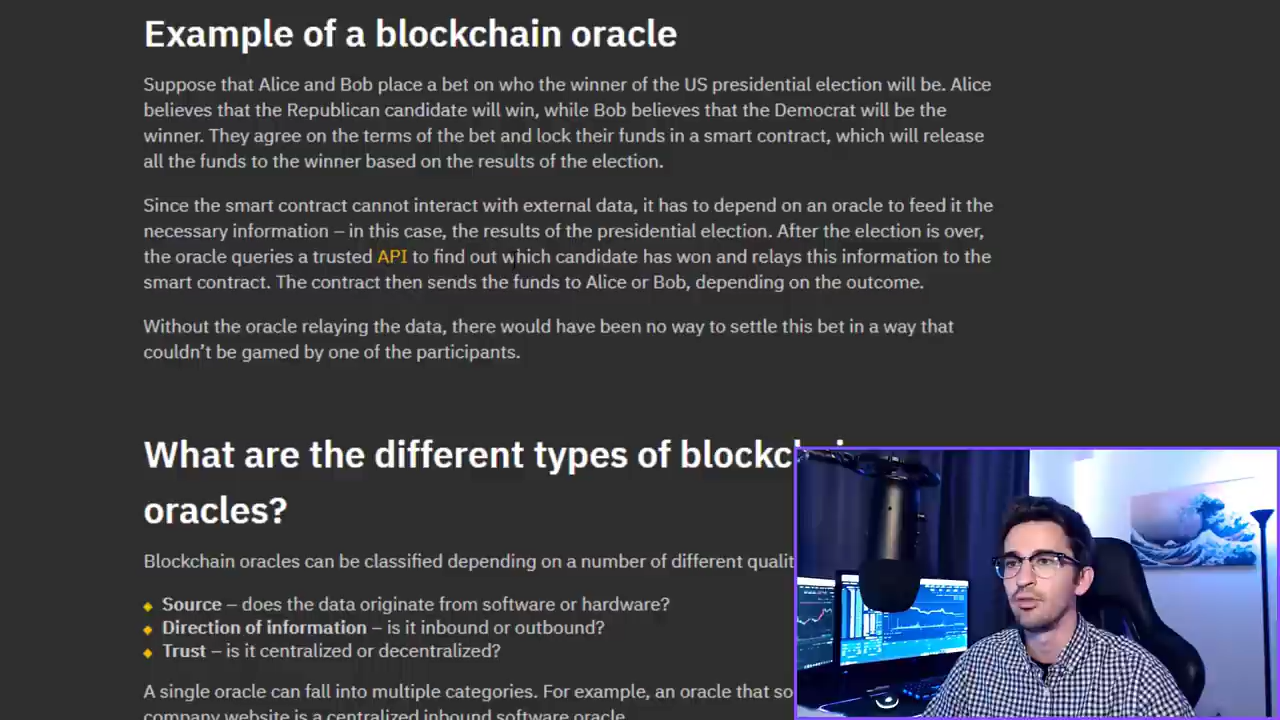 Example of a blockchain oracle
Suppose that Alice and Bob place a bet on who the winner of the US presidential election will be. Alice
believes that the Republican candidate will win, while Bob believes that the Democrat will be the
winner. They agree on the terms of the bet and lock their funds in a smart contract, which will release
all the funds to the winner based on the results of the election.
Since the smart contract cannot interact with external data, it has to depend on an oracle to feed it the
necessary information – in this case, the results of the presidential election. After the election is over,
the oracle queries a trusted API to find out which candidate has won and relays this information to the
smart contract. The contract then sends the funds to Alice or Bob, depending on the outcome.
Without the oracle relaying the data, there would have been no way to settle this bet in a way that
couldn't be gamed by one of the participants.
What are the different types of
oracles?
Blockchain oracles can be classified depending on a number of different
Source – does the data originate from software or hardware?
Direction of information – is it inbound or outbound?
Trust – is it centralized or decentralized?
A single oracle can fall into multiple categories. For example, an oracle that
company website is a centralized inbound software oracle.